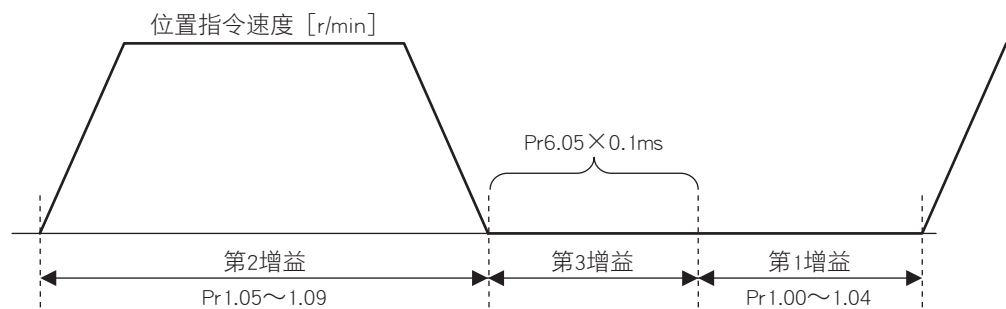 位置指令速度［r/min］
Pr6.05×0.1ms
第2增益
第3增益
第1增益
Pr1.05～1.09
Pr1.00～1.04